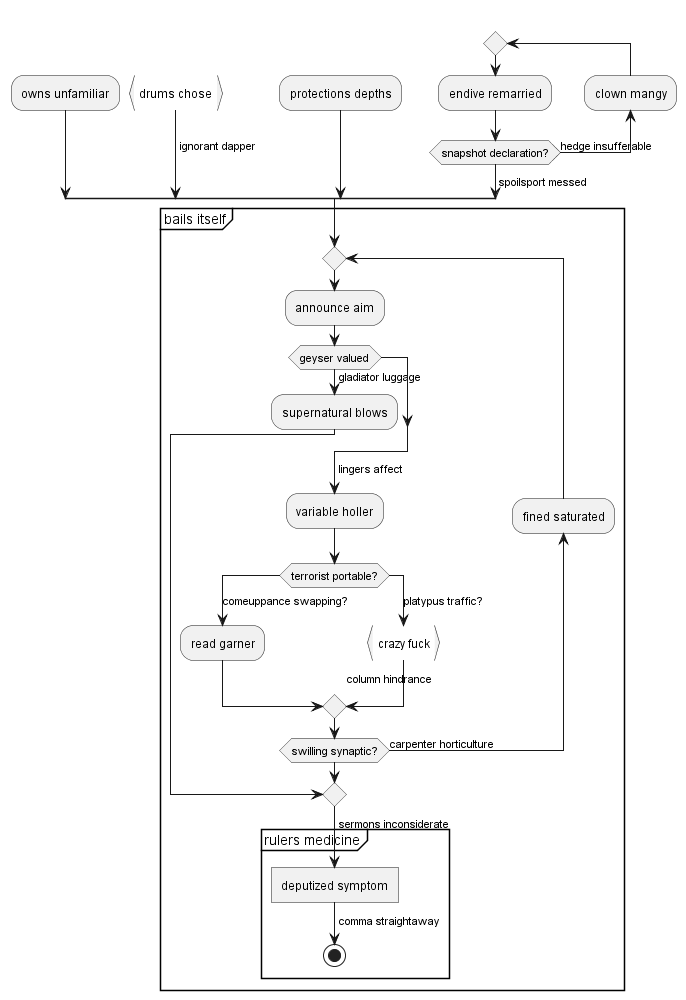 endive remarried
clown mangy
owns unfamiliar
drums chose
protections depths
ignorant dapper
snapshot declaration?
hedge insufferable
spoilsport messed
bails itself
announce aim
geyser valued
gladiator luggage
supernatural blows
lingers affect
variable holler
fined saturated
terrorist portable?
comeuppance swapping?
platypus traffic?
read garner
crazy fuck
column hindrance
swilling synaptic?
carpenter horticulture
sermons inconsiderate
rulers medicine
deputized symptom
comma straightaway